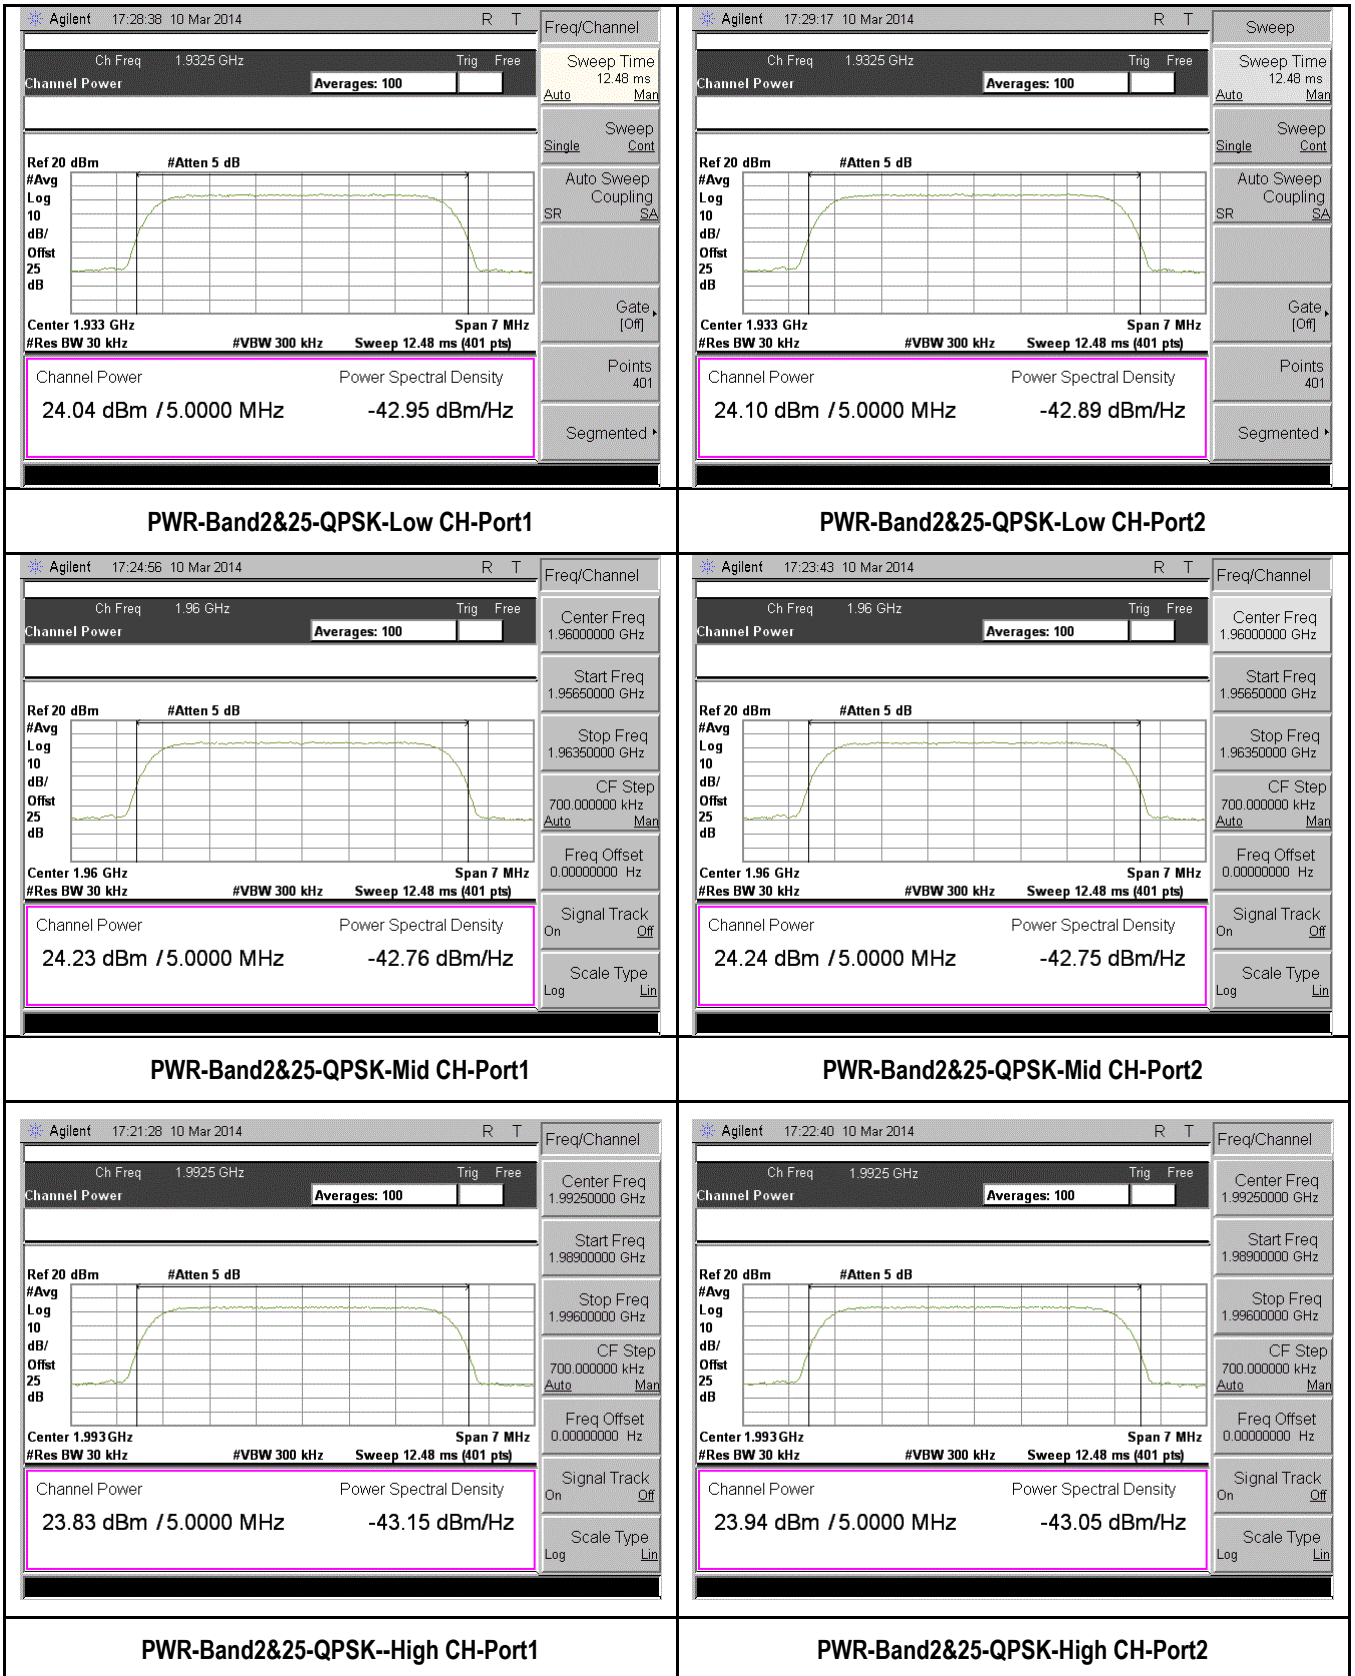 Agilent 17:28:38 10 Mar 2014 R T
Freq/Channel
Ch Freq 1.9325 GHz Trig Free
Channel Power Averages: 100
Sweep Time
12.48 ms
Auto Man
Sweep
Single Cont
Ref 20 dBm #Atten 5 dB
#Avg
Log
10
dB/
Offst
25
dB
Auto Sweep
Coupling
SR SA
Gate
[Off]
Center 1.933 GHz Span 7 MHz
#Res BW 30 kHz #VBW 300 kHz Sweep 12.48 ms (401 pts)
Points
401
Channel Power Power Spectral Density
24.04 dBm / 5.0000 MHz -42.95 dBm/Hz
Segmented
PWR-Band2&25-QPSK-Low CH-Port1
Agilent 17:29:17 10 Mar 2014 R T
Sweep
Ch Freq 1.9325 GHz Trig Free
Channel Power Averages: 100
Sweep Time
12.48 ms
Auto Man
Sweep
Single Cont
Ref 20 dBm #Atten 5 dB
#Avg
Log
10
dB/
Offst
25
dB
Auto Sweep
Coupling
SR SA
Gate
[Off]
Center 1.933 GHz Span 7 MHz
#Res BW 30 kHz #VBW 300 kHz Sweep 12.48 ms (401 pts)
Points
401
Channel Power Power Spectral Density
24.10 dBm / 5.0000 MHz -42.89 dBm/Hz
Segmented
PWR-Band2&25-QPSK-Low CH-Port2
Agilent 17:24:56 10 Mar 2014 R T
Freq/Channel
Ch Freq 1.96 GHz Trig Free
Channel Power Averages: 100
Center Freq
1.96000000 GHz
Start Freq
1.95650000 GHz
Ref 20 dBm #Atten 5 dB
#Avg
Log
10
dB/
Offst
25
dB
Stop Freq
1.96350000 GHz
CF Step
700.000000 kHz
Auto Man
Freq Offset
0.00000000 Hz
Center 1.96 GHz Span 7 MHz
#Res BW 30 kHz #VBW 300 kHz Sweep 12.48 ms (401 pts)
Signal Track
On Off
Channel Power Power Spectral Density
24.23 dBm / 5.0000 MHz -42.76 dBm/Hz
Scale Type
Log Lin
PWR-Band2&25-QPSK-Mid CH-Port1
Agilent 17:23:43 10 Mar 2014 R T
Freq/Channel
Ch Freq 1.96 GHz Trig Free
Channel Power Averages: 100
Center Freq
1.96000000 GHz
Start Freq
1.95650000 GHz
Ref 20 dBm #Atten 5 dB
#Avg
Log
10
dB/
Offst
25
dB
Stop Freq
1.96350000 GHz
CF Step
700.000000 kHz
Auto Man
Freq Offset
0.00000000 Hz
Center 1.96 GHz Span 7 MHz
#Res BW 30 kHz #VBW 300 kHz Sweep 12.48 ms (401 pts)
Signal Track
On Off
Channel Power Power Spectral Density
24.24 dBm / 5.0000 MHz -42.75 dBm/Hz
Scale Type
Log Lin
PWR-Band2&25-QPSK-Mid CH-Port2
Agilent 17:21:28 10 Mar 2014 R T
Freq/Channel
Ch Freq 1.9925 GHz Trig Free
Channel Power Averages: 100
Center Freq
1.99250000 GHz
Start Freq
1.98900000 GHz
Ref 20 dBm #Atten 5 dB
#Avg
Log
10
dB/
Offst
25
dB
Stop Freq
1.99600000 GHz
CF Step
700.000000 kHz
Auto Man
Freq Offset
0.00000000 Hz
Center 1.993 GHz Span 7 MHz
#Res BW 30 kHz #VBW 300 kHz Sweep 12.48 ms (401 pts)
Signal Track
On Off
Channel Power Power Spectral Density
23.83 dBm / 5.0000 MHz -43.15 dBm/Hz
Scale Type
Log Lin
PWR-Band2&25-QPSK--High CH-Port1
Agilent 17:22:40 10 Mar 2014 R T
Freq/Channel
Ch Freq 1.9925 GHz Trig Free
Channel Power Averages: 100
Center Freq
1.99250000 GHz
Start Freq
1.98900000 GHz
Ref 20 dBm #Atten 5 dB
#Avg
Log
10
dB/
Offst
25
dB
Stop Freq
1.99600000 GHz
CF Step
700.000000 kHz
Auto Man
Freq Offset
0.00000000 Hz
Center 1.993 GHz Span 7 MHz
#Res BW 30 kHz #VBW 300 kHz Sweep 12.48 ms (401 pts)
Signal Track
On Off
Channel Power Power Spectral Density
23.94 dBm / 5.0000 MHz -43.05 dBm/Hz
Scale Type
Log Lin
PWR-Band2&25-QPSK-High CH-Port2